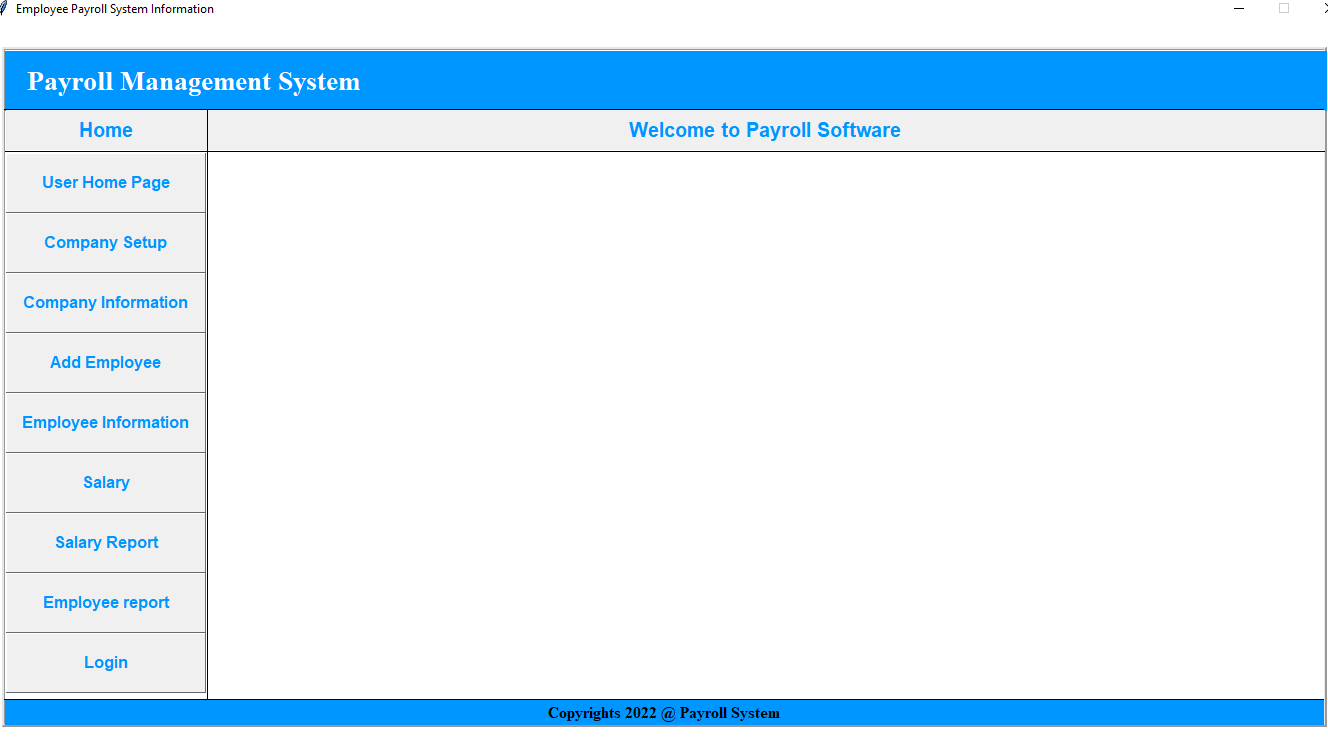 Employee Payroll System Information
Payroll Management System
Home
Welcome to Payroll Software
User Home Page
Company Setup
Company Information
Add Employee
Employee Information
Salary
Salary Report
Employee report
Login
Copyrights 2022 @ Payroll System